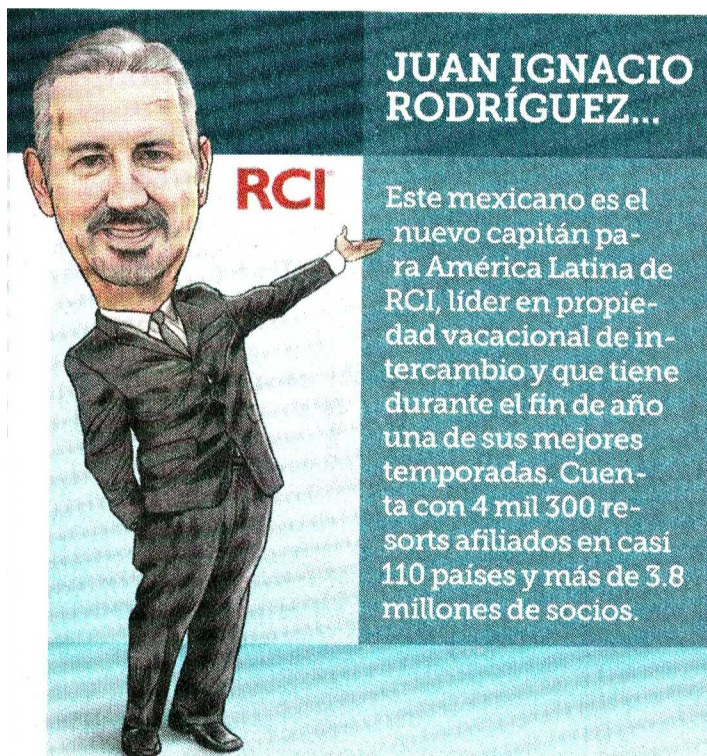 JUAN IGNACIO
RODRÍGUEZ...
RCI
Este mexicano es el
nuevo capitán pa-
ra América Latina de
RCI, líder en propie-
dad vacacional de in-
tercambio y que tiene
durante el fin de año
una de sus mejores
temporadas. Cuen-
ta con 4 mil 300 re-
sorts afiliados en casi
110 países y más de 3.8
millones de socios.